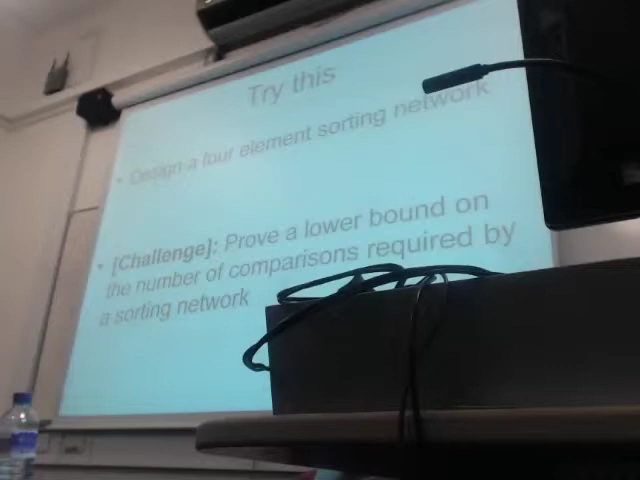 Try this
• Design a four element sorting network
• [Challenge]: Prove a lower bound on
the number of comparisons required by
a sorting network